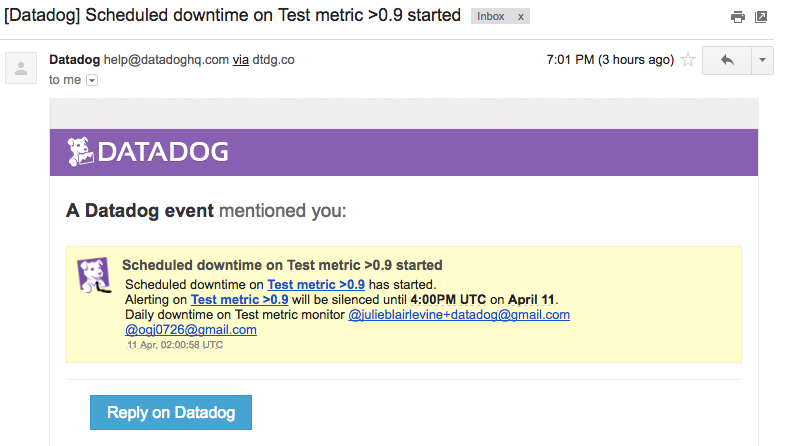 [Datadog] Scheduled downtime on Test metric >0.9 started Inbox x
Datadog help@datadoghq.com via dtdg.co 7:01 PM (3 hours ago)
to me
DATADOG
A Datadog event mentioned you:
Scheduled downtime on Test metric >0.9 started
Scheduled downtime on Test metric >0.9 has started.
Alerting on Test metric >0.9 will be silenced until 4:00PM UTC on April 11.
Daily downtime on Test metric monitor @julieblairlevine+datadog@gmail.com
@ogj0726@gmail.com
11 Apr, 02:00:58 UTC
Reply on Datadog